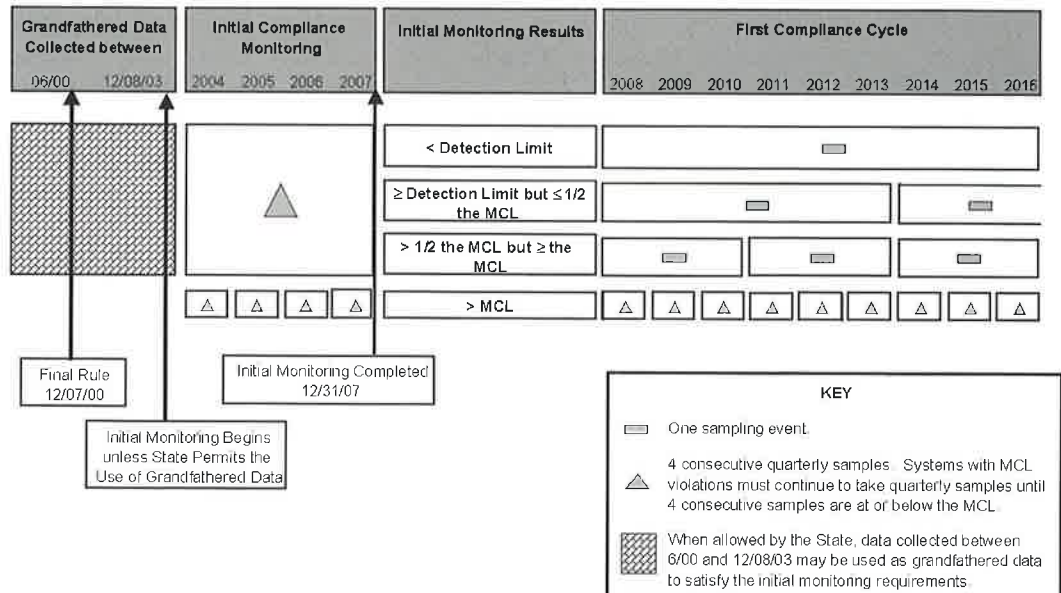 Grandfathered Data
Collected between
06/00 12/08/03
Initial Compliance
Monitoring
2004 2005 2006 2007
Initial Monitoring Results
First Compliance Cycle
2008 2009 2010 2011 2012 2013 2014 2015 2016
< Detection Limit
≥ Detection Limit but ≤ 1/2
the MCL
> 1/2 the MCL but ≥ the
MCL
> MCL
Final Rule
12/07/00
Initial Monitoring Completed
12/31/07
Initial Monitoring Begins
unless State Permits the
Use of Grandfathered Data
KEY
One sampling event.
4 consecutive quarterly samples. Systems with MCL
violations must continue to take quarterly samples until
4 consecutive samples are at or below the MCL.
When allowed by the State, data collected between
6/00 and 12/08/03 may be used as grandfathered data
to satisfy the initial monitoring requirements.